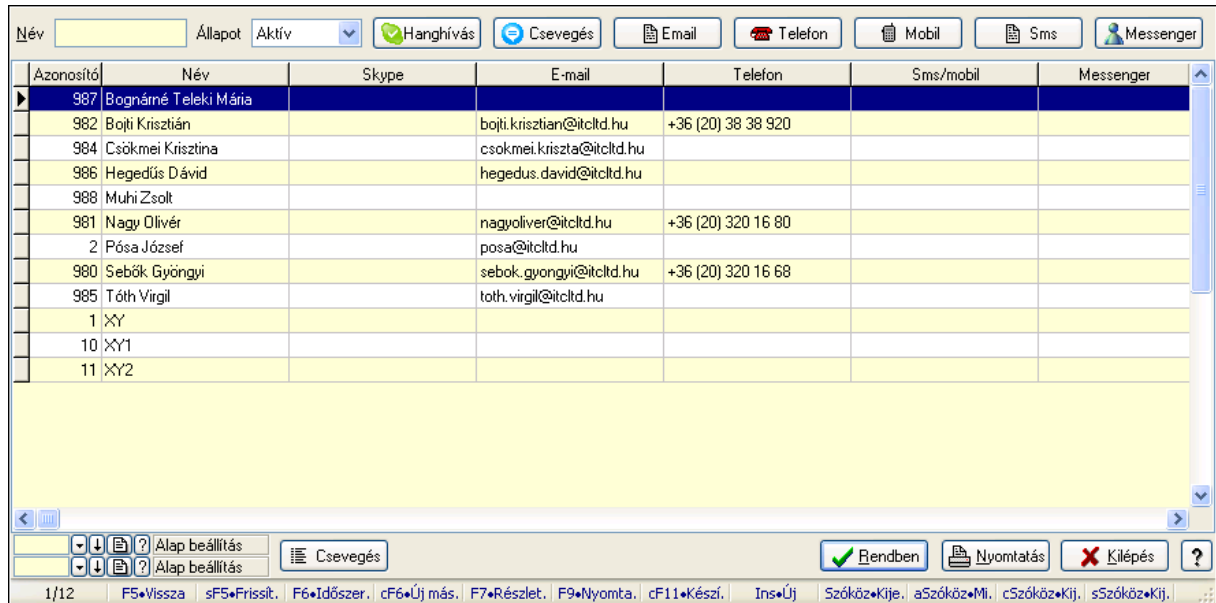 Név Állapot Aktív Hanghívás Csevegés Email Telefon Mobil Sms Messenger
Azonosító Név Skype E-mail Telefon Sms/mobil Messenger
987 Bognárné Teleki Mária
982 Bojti Krisztián bojti.krisztian@itcltd.hu +36 (20) 38 38 920
984 Csökmei Krisztina csokmei.kriszta@itcltd.hu
986 Hegedűs Dávid hegedus.david@itcltd.hu
988 Muhi Zsolt
981 Nagy Olivér nagyoliver@itcltd.hu +36 (20) 320 16 80
2 Pósa József posa@itcltd.hu
980 Sebők Gyöngyi sebok.gyongyi@itcltd.hu +36 (20) 320 16 68
985 Tóth Virgil toth.virgil@itcltd.hu
1 XY
10 XY1
11 XY2
? Alap beállítás
? Alap beállítás
Csevegés Rendben Nyomtatás Kilépés ?
1/12 F5•Vissza sF5•Frissít. F6•Időszer. cF6•Új más. F7•Részlet. F9•Nyomta. cF11•Készí. Ins•Új Szóköz•Kije. aSzóköz•Mi. cSzóköz•Kij. sSzóköz•Kij.